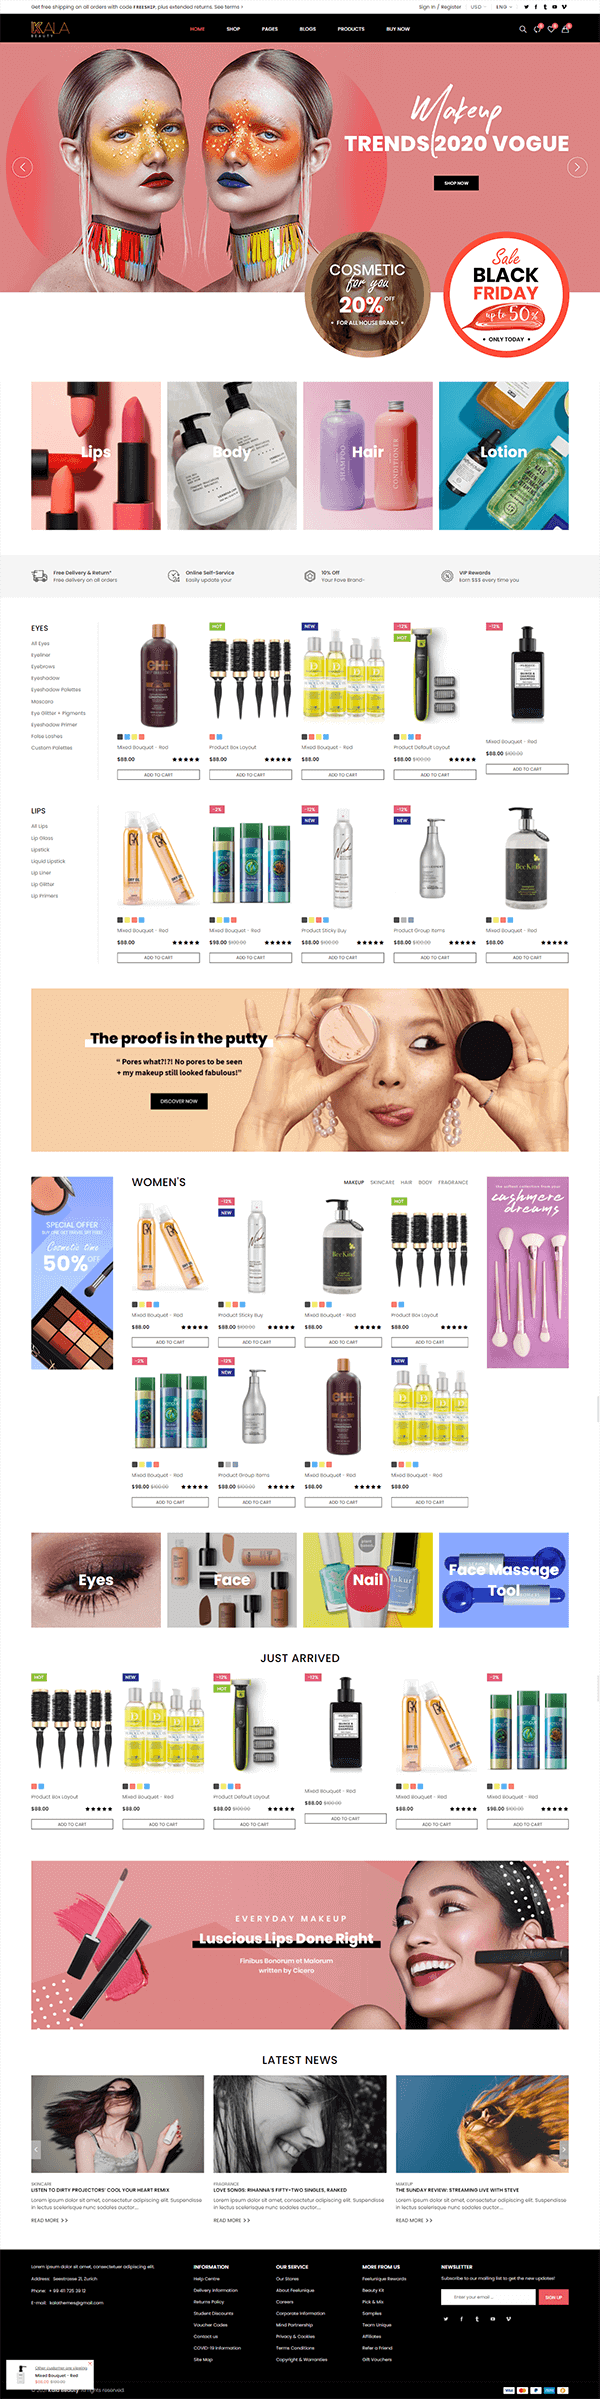 Get free shipping on all orders with code FREESHIP, plus extended returns. See terms >
Sign In / Register
USD
ENG
KALA
BEAUTY
HOME
SHOP
PAGES
BLOGS
PRODUCTS
BUY NOW
Makeup
TRENDS 2020 VOGUE
SHOP NOW
COSMETIC
for you
20% OFF
• FOR ALL HOUSE BRAND •
Sale
BLACK
FRIDAY
up to 50%
• ONLY TODAY •
Lips
Body
Hair
Lotion
SHAMPOO
CONDITIONER
Free Delivery & Return*
Free delivery on all orders
Online Self-Service
Easily update your
10% Off
Your Fave Brand-
VIP Rewards
Earn $$$ every time you
EYES
All Eyes
Eyeliner
Eyebrows
Eyeshadow
Eyeshadow Palettes
Mascara
Eye Glitter + Pigments
Eyeshadow Primer
False Lashes
Custom Palettes
CHI
Mixed Bouquet - Red
$88.00
ADD TO CART
HOT
Product Box Layout
$88.00
ADD TO CART
NEW
Mixed Bouquet - Red
$88.00
ADD TO CART
-12%
HOT
Product Default Layout
$88.00 $100.00
ADD TO CART
-12%
Mixed Bouquet - Red
$88.00 $100.00
ADD TO CART
LIPS
All Lips
Lip Gloss
Lipstick
Liquid Lipstick
Lip Liner
Lip Glitter
Lip Primers
GK
Mixed Bouquet - Red
$88.00
ADD TO CART
-2%
Mixed Bouquet - Red
$98.00 $100.00
ADD TO CART
-12%
NEW
Product Sticky Buy
$88.00 $100.00
ADD TO CART
-12%
NEW
Product Group Items
$88.00 $100.00
ADD TO CART
Bee Kind
Mixed Bouquet - Red
$88.00
ADD TO CART
The proof is in the putty
“ Pores what?!?! No pores to be seen
+ my makeup still looked fabulous!”
DISCOVER NOW
SPECIAL OFFER
Cosmetic time
50% OFF
WOMEN'S
MAKEUP
SKINCARE
HAIR
BODY
FRAGRANCE
GK
Mixed Bouquet - Red
$88.00
ADD TO CART
-12%
NEW
Product Sticky Buy
$88.00 $100.00
ADD TO CART
Bee Kind
Mixed Bouquet - Red
$88.00
ADD TO CART
HOT
Product Box Layout
$88.00
ADD TO CART
-2%
Mixed Bouquet - Red
$98.00 $100.00
ADD TO CART
-12%
NEW
Product Group Items
$88.00 $100.00
ADD TO CART
CHI
Mixed Bouquet - Red
$88.00
ADD TO CART
NEW
Mixed Bouquet - Red
$88.00
ADD TO CART
the softest collection from your
cashmere
dreams
Eyes
Face
Nail
Face Massage
Tool
JUST ARRIVED
HOT
Product Box Layout
$88.00
ADD TO CART
NEW
Mixed Bouquet - Red
$88.00
ADD TO CART
-12%
HOT
Product Default Layout
$88.00 $100.00
ADD TO CART
-12%
Mixed Bouquet - Red
$88.00 $100.00
ADD TO CART
GK
Mixed Bouquet - Red
$88.00
ADD TO CART
-2%
Mixed Bouquet - Red
$98.00 $100.00
ADD TO CART
EVERYDAY MAKEUP
Luscious Lips Done Right
Finibus Bonorum et Malorum
written by Cicero
LATEST NEWS
SKINCARE
LISTEN TO DIRTY PROJECTORS' COOL YOUR HEART REMIX
Lorem ipsum dolor sit amet, consectetur adipiscing elit. Suspendisse
in lectus scelerisque nunc sodales auctor...
READ MORE >>
FRAGRANCE
LOVE SONGS: RIHANNA'S FIFTY-TWO SINGLES, RANKED
Lorem ipsum dolor sit amet, consectetur adipiscing elit. Suspendisse
in lectus scelerisque nunc sodales auctor...
READ MORE >>
MAKEUP
THE SUNDAY REVIEW: STREAMING LIVE WITH STEVE
Lorem ipsum dolor sit amet, consectetur adipiscing elit. Suspendisse
in lectus scelerisque nunc sodales auctor...
READ MORE >>
Lorem ipsum dolor sit amet, consectetur adipiscing elit.
Address: Seestrasse 21, Zurich
Phone: + 99 411 725 39 12
E-mail: kalathemes@gmail.com
INFORMATION
Help Centre
Delivery Information
Returns Policy
Student Discounts
Voucher Codes
Contact us
COVID-19 Information
Site Map
OUR SERVICE
Our Stores
About Feelunique
Careers
Corporate Information
Mind Partnership
Privacy & Cookies
Terms Conditions
Copyright & Warranties
MORE FROM US
Feelunique Rewards
Beauty Kit
Pick & Mix
Samples
Team Unique
Affiliates
Refer a Friend
Gift Vouchers
NEWSLETTER
Subscribe to our mailing list to get the new updates!
Enter your email ...
SIGN UP
Other customer are viewing
Mixed Bouquet - Red
$88.00 $100.00
Kala Beauty. All rights reserved
VISA